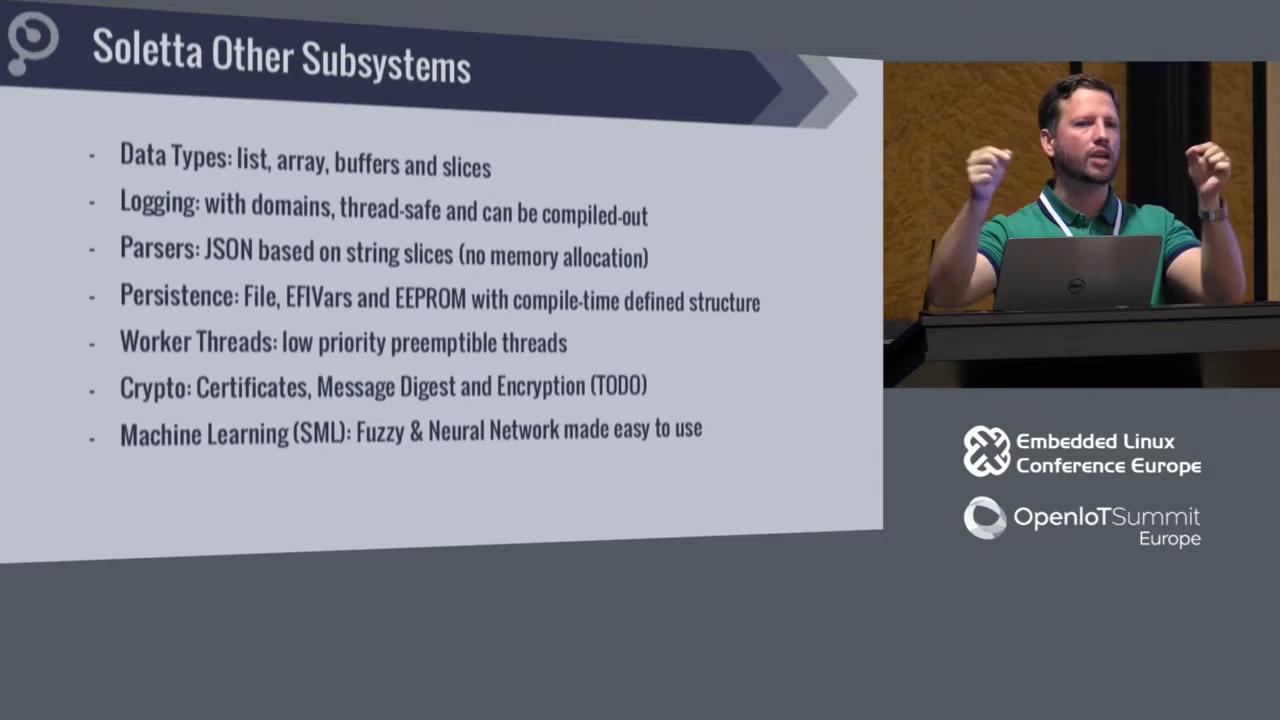 Soletta Other Subsystems
- Data Types: list, array, buffers and slices
- Logging: with domains, thread-safe and can be compiled-out
- Parsers: JSON based on string slices (no memory allocation)
- Persistence: File, EFIVars and EEPROM with compile-time defined structure
- Worker Threads: low priority preemptible threads
- Crypto: Certificates, Message Digest and Encryption (TODO)
- Machine Learning (SML): Fuzzy & Neural Network made easy to use
DELL
Embedded Linux
Conference Europe
OpenIoTSummit
Europe